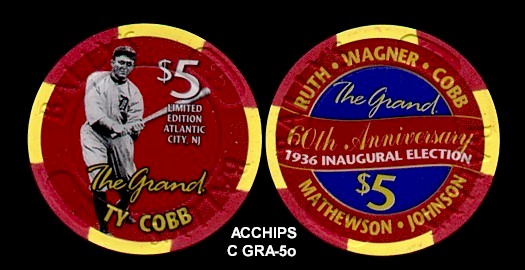 $5
LIMITED
EDITION
ATLANTIC
CITY, NJ
The Grand
TY COBB
RUTH • WAGNER • COBB
The Grand
60th Anniversary
1936 INAUGURAL ELECTION
$5
MATHEWSON • JOHNSON
ACCHIPS
C GRA-5o